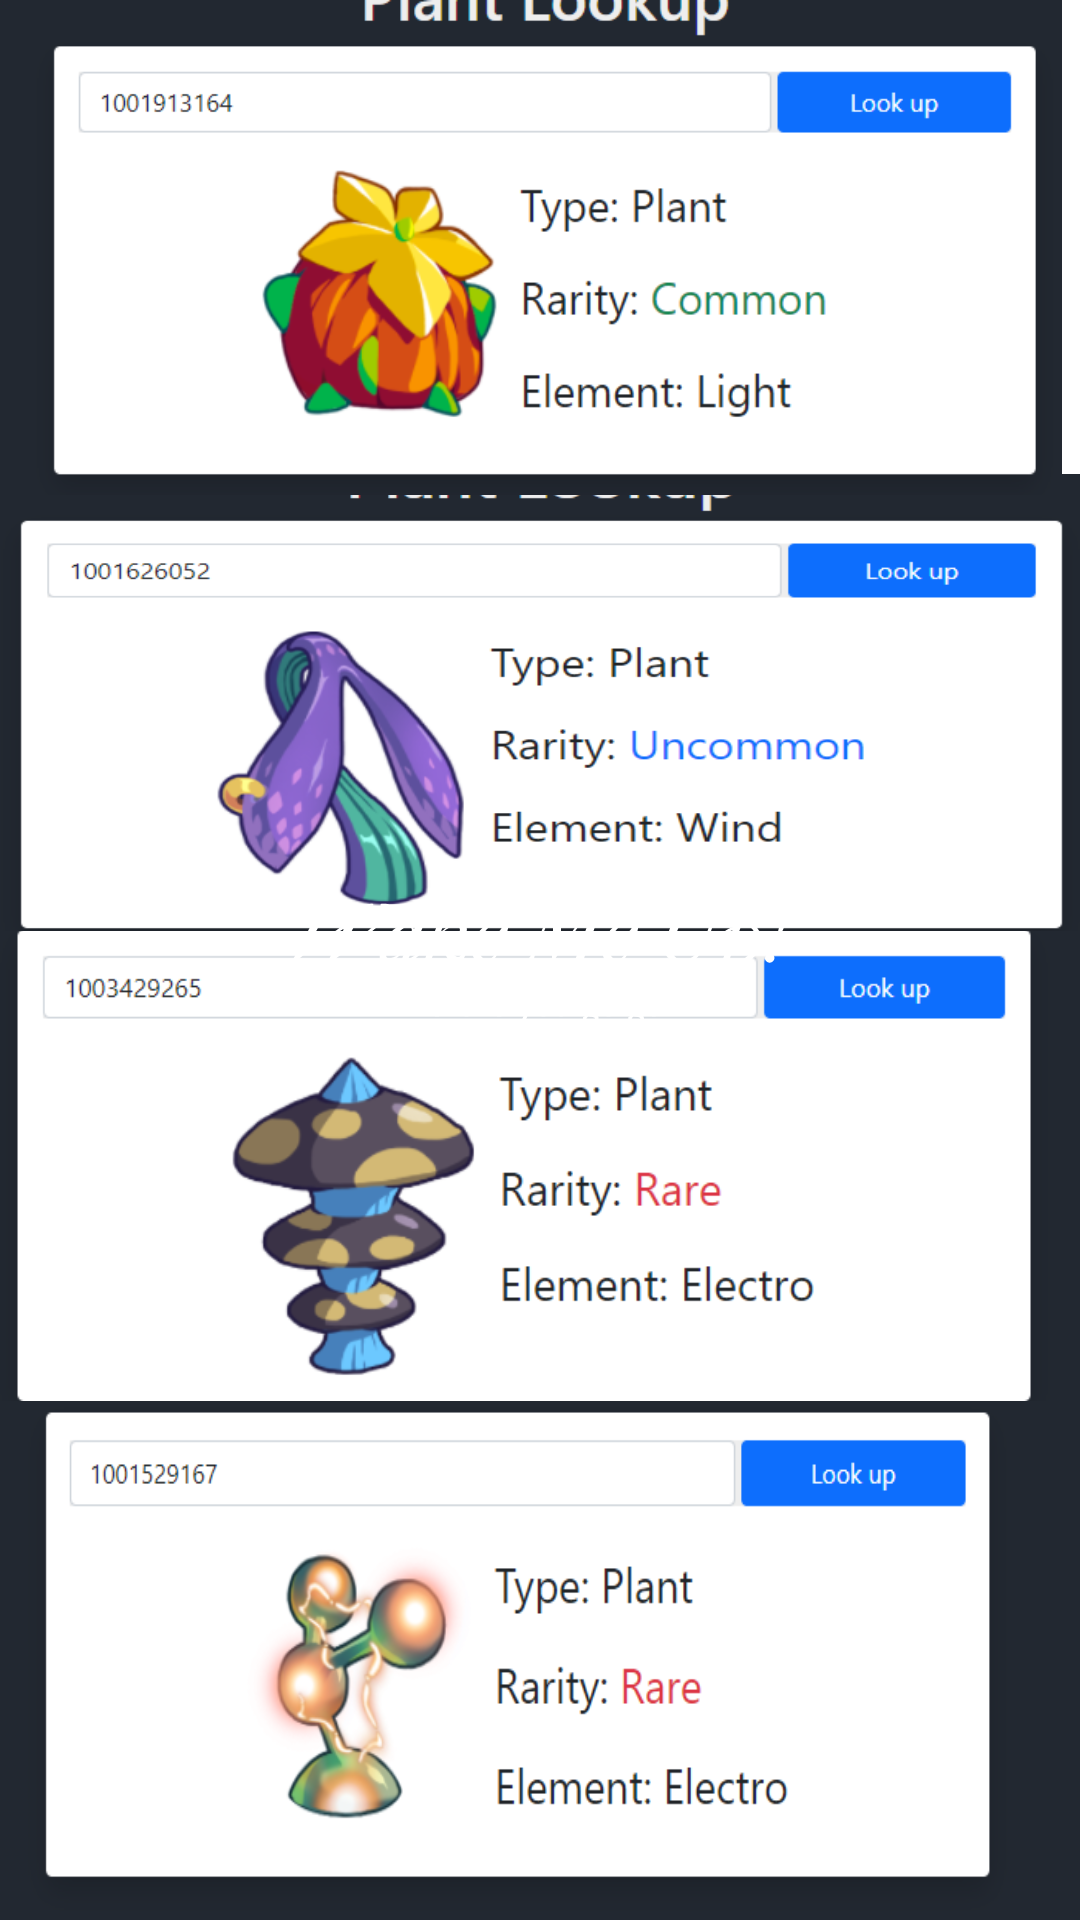 Plant Lookup
1001913164
Look up
Type: Plant
Rarity: Common
Element: Light
Plant Lookup
1001626052
Look up
Type: Plant
Rarity: Uncommon
Element: Wind
1003429265
Look up
Type: Plant
Rarity: Rare
Element: Electro
1001529167
Look up
Type: Plant
Rarity: Rare
Element: Electro